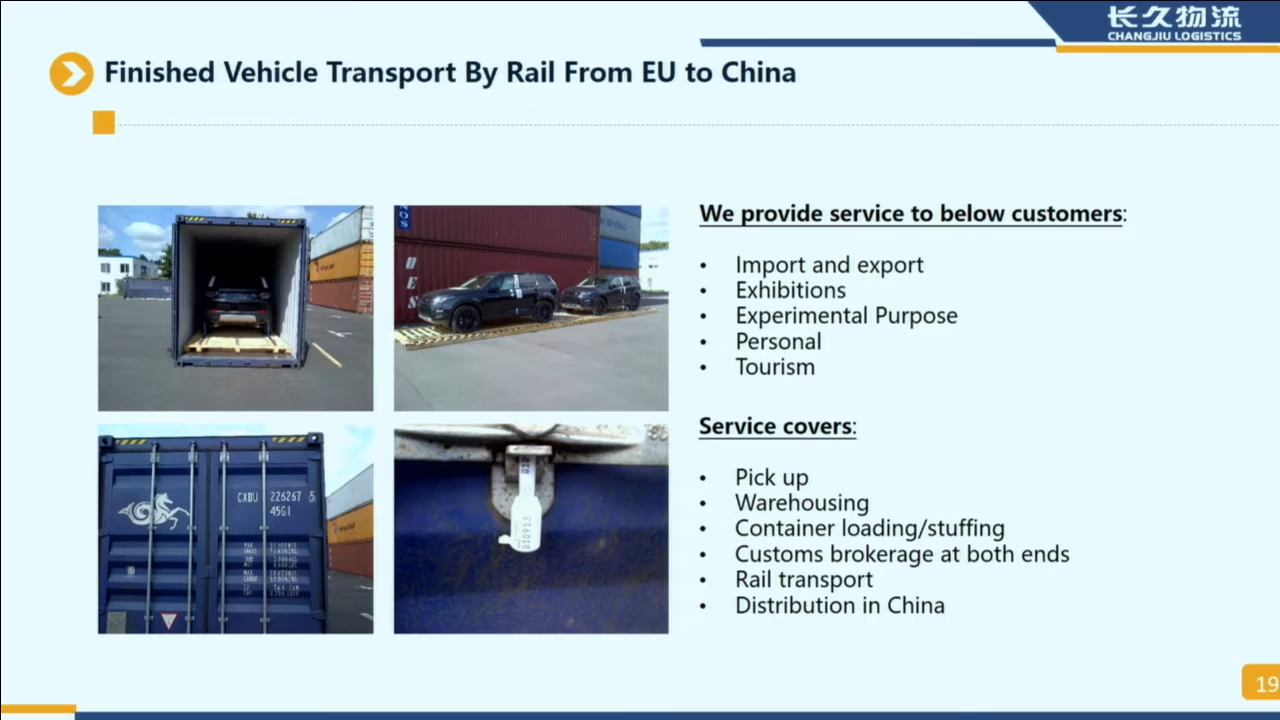 长久物流
CHANGJIU LOGISTICS
Finished Vehicle Transport By Rail From EU to China
We provide service to below customers:
• Import and export
• Exhibitions
• Experimental Purpose
• Personal
• Tourism
Service covers:
• Pick up
• Warehousing
• Container loading/stuffing
• Customs brokerage at both ends
• Rail transport
• Distribution in China
UES
CXDU 226267 5
45G1
010913
19